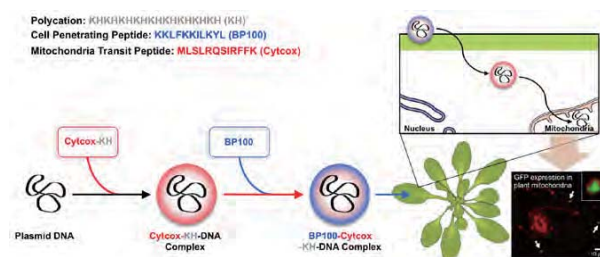 Polycation: KHKHKHKHKHKHKHKHKH (KH)
Cell Penetrating Peptide: KKLFKKILKYL (BP100)
Mitochondria Transit Peptide: MLSLRQSIRFFK (Cytcox)
Nucleus
Mitochondria
Cytcox-KH
BP100
GFP expression in
plant mitochondria
Plasmid DNA
Cytcox-KH-DNA
Complex
BP100-Cytcox
-KH-DNA Complex